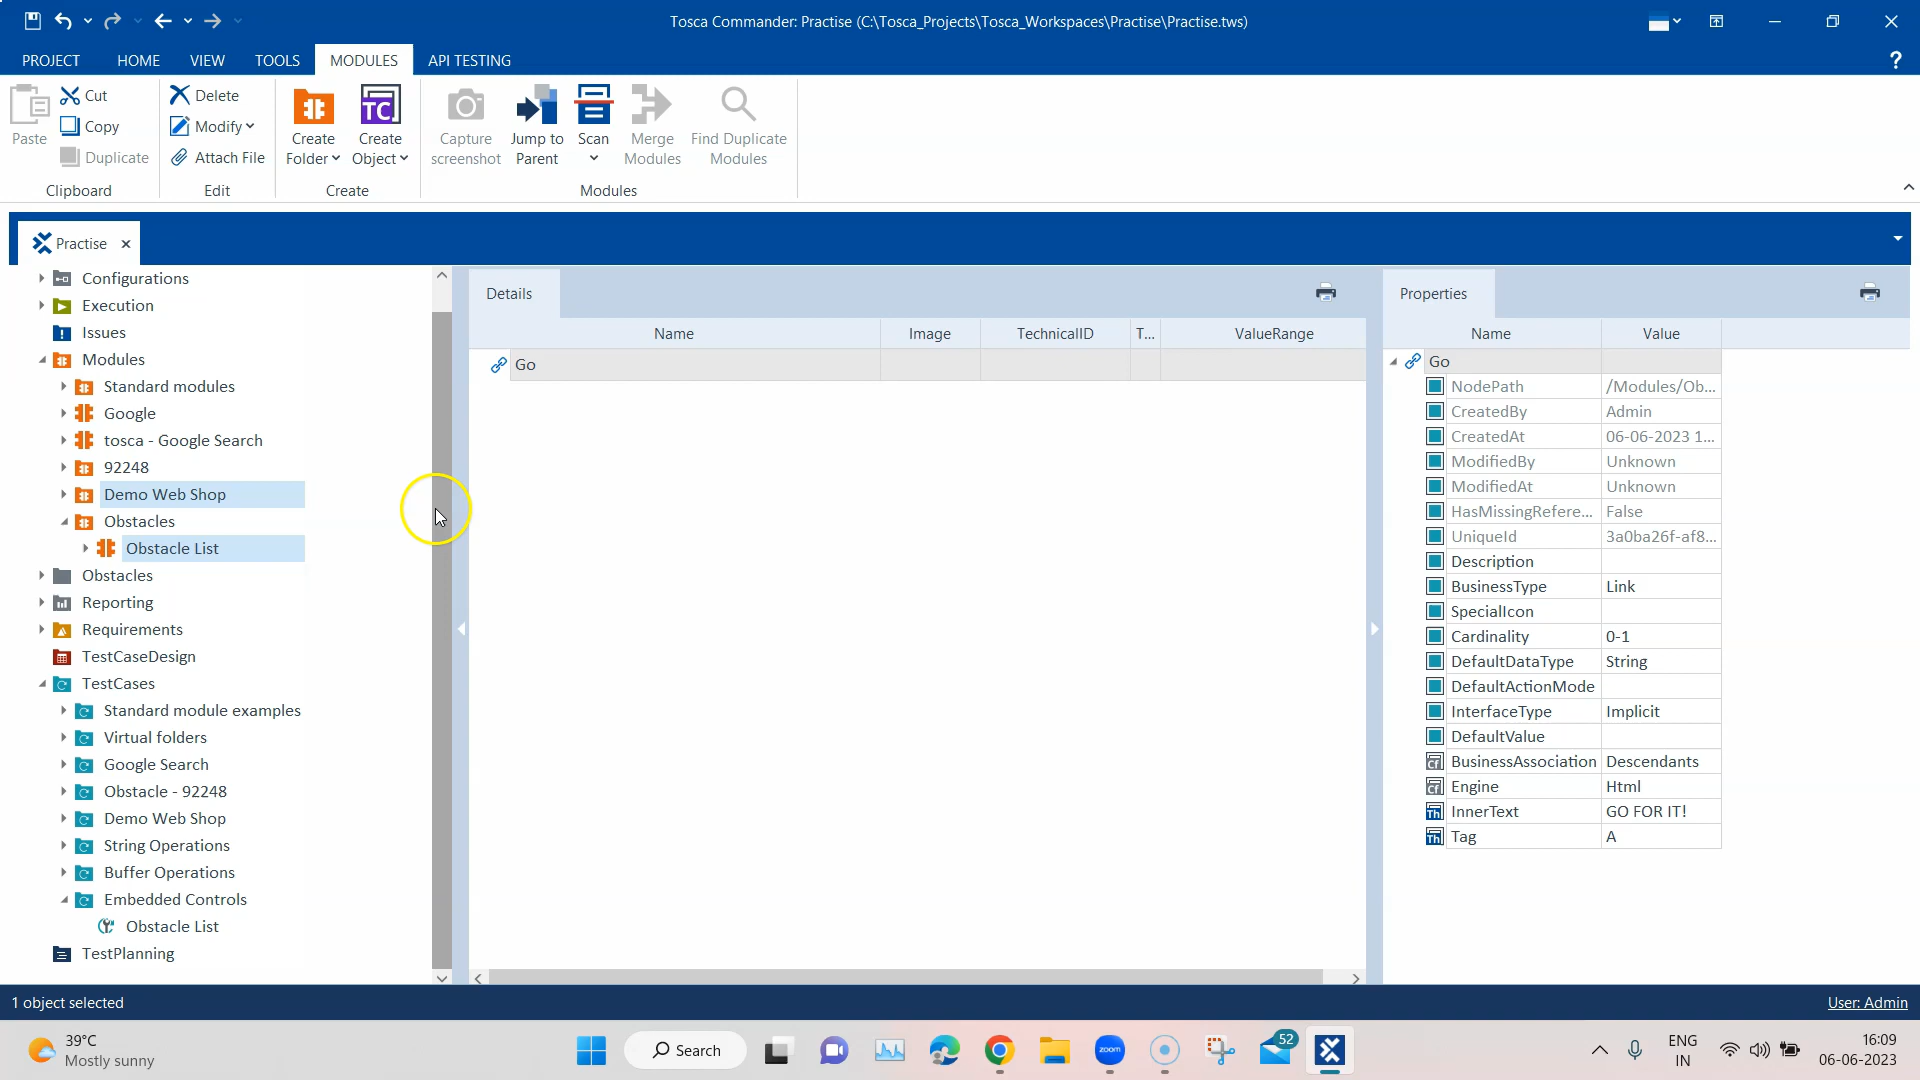 Tosca Commander: Practise (C:\Tosca_Projects\Tosca_Workspaces\Practise\Practise.tws)
PROJECT HOME VIEW TOOLS MODULES API TESTING ?
Paste
Cut
Copy
Duplicate
Clipboard
Delete
Modify
Attach File
Edit
Create Folder
TC
Create Object
Create
Capture screenshot
Jump to Parent
Scan
Merge Modules
Find Duplicate Modules
Modules
Practise
Configurations
Execution
Issues
Modules
Standard modules
Google
tosca - Google Search
92248
Demo Web Shop
Obstacles
Obstacle List
Obstacles
Reporting
Requirements
TestCaseDesign
TestCases
Standard module examples
Virtual folders
Google Search
Obstacle - 92248
Demo Web Shop
String Operations
Buffer Operations
Embedded Controls
Obstacle List
TestPlanning
Details
Name Image TechnicalID T... ValueRange
Go
Properties
Name Value
Go
NodePath /Modules/Ob...
CreatedBy Admin
CreatedAt 06-06-2023 1...
ModifiedBy Unknown
ModifiedAt Unknown
HasMissingRefere... False
UniqueId 3a0ba26f-af8...
Description
BusinessType Link
SpecialIcon
Cardinality 0-1
DefaultDataType String
DefaultActionMode
InterfaceType Implicit
DefaultValue
Cf BusinessAssociation Descendants
Cf Engine Html
Th InnerText GO FOR IT!
Th Tag A
1 object selected
User: Admin
39°C
Mostly sunny
Search
zoom
52
ENG
IN
16:09
06-06-2023